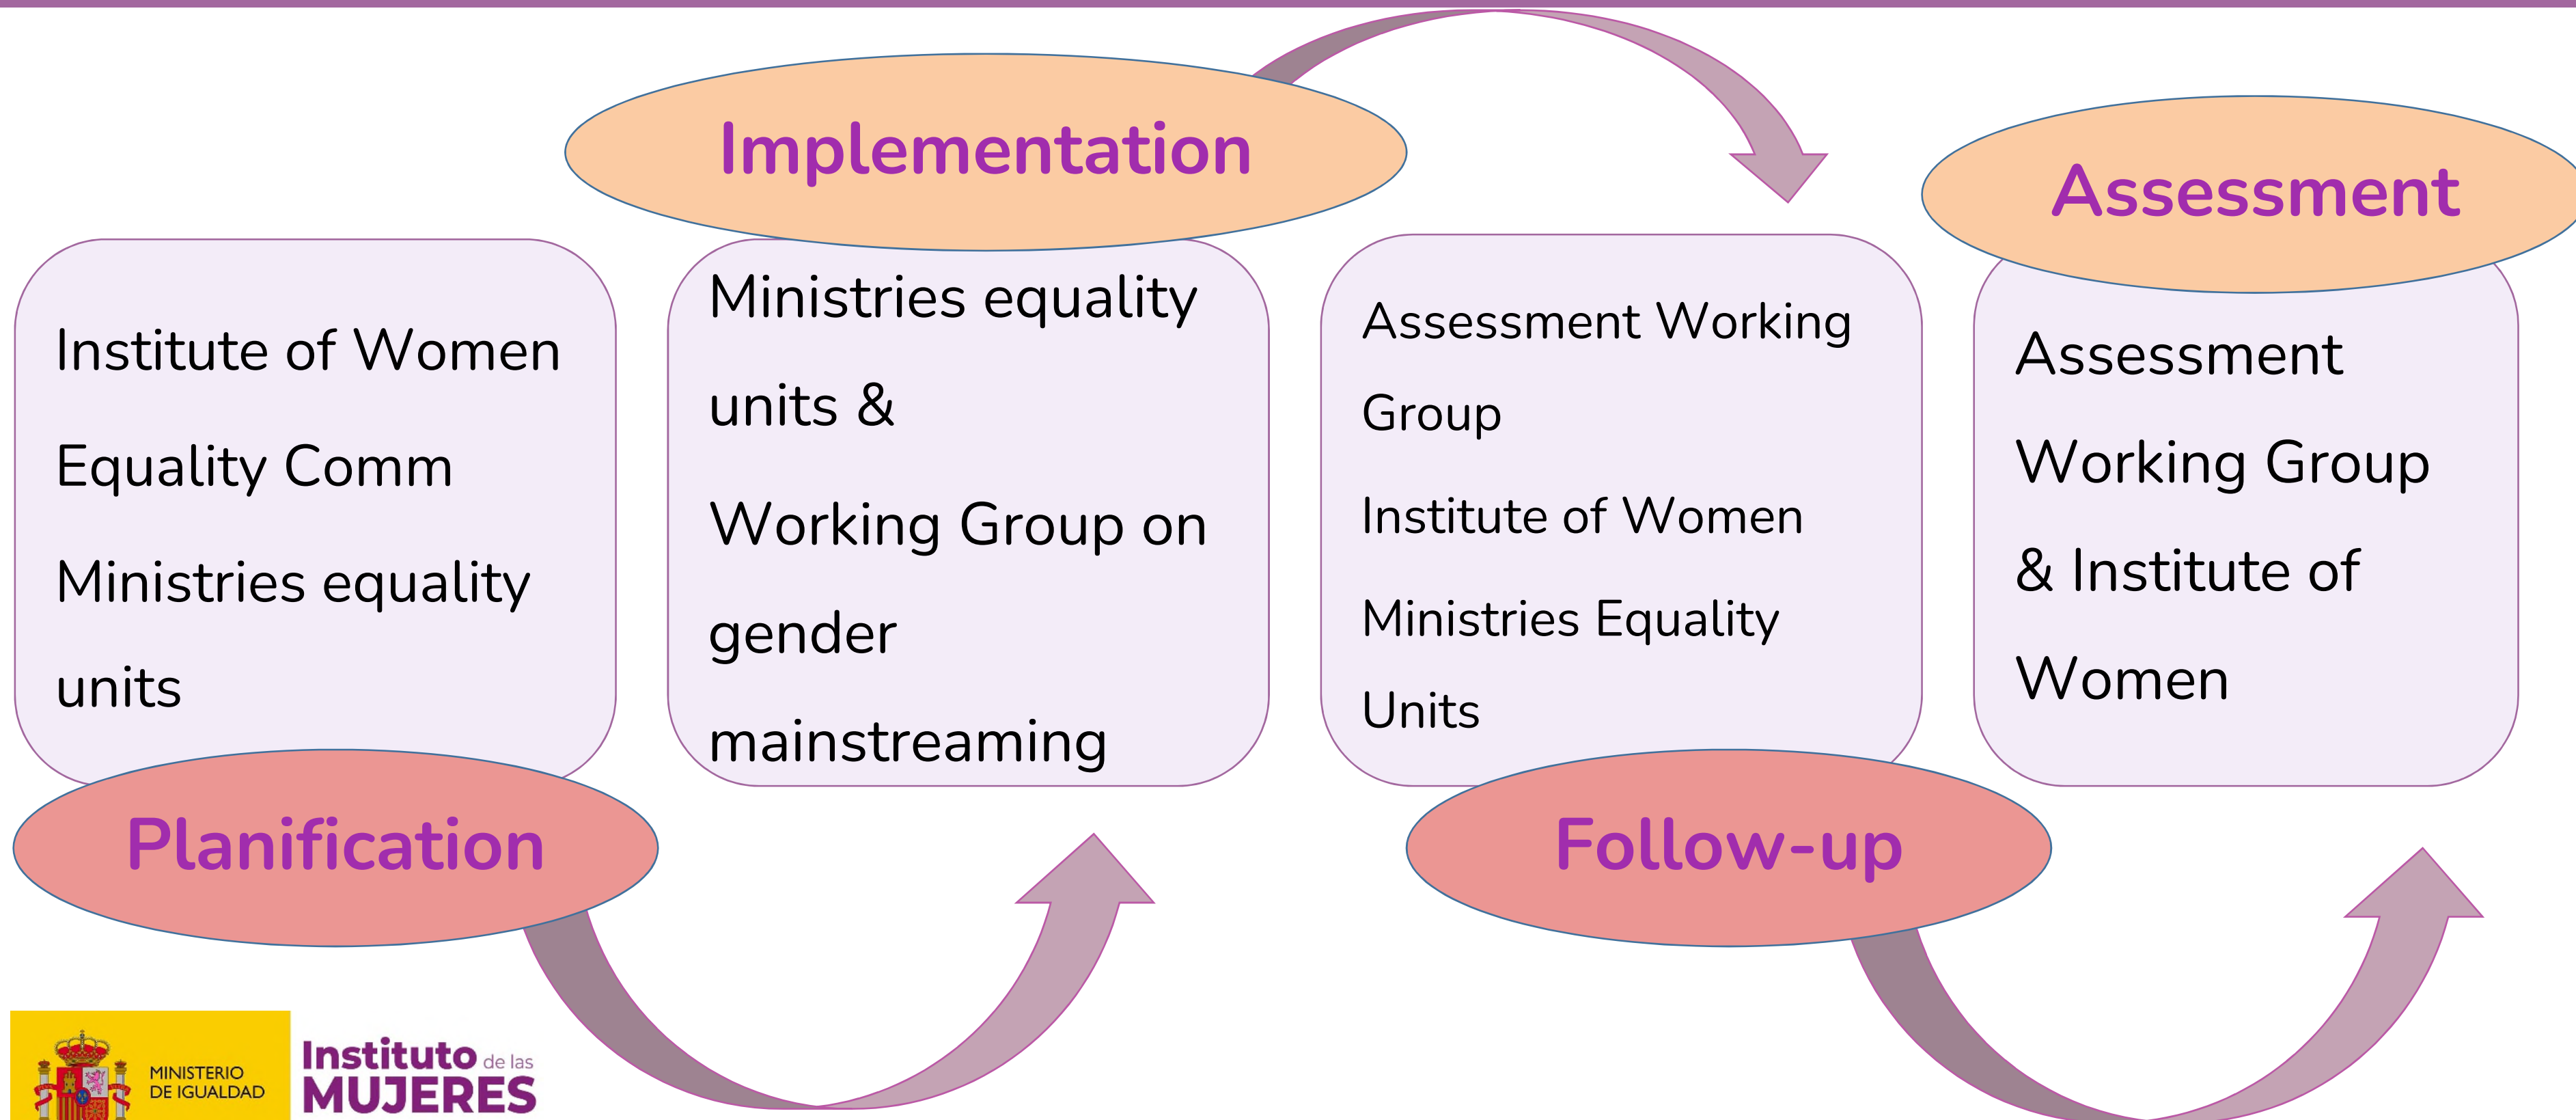 Planification
Institute of Women
Equality Comm
Ministries equality
units
Implementation
Ministries equality
units &
Working Group on
gender
mainstreaming
Follow-up
Assessment Working
Group
Institute of Women
Ministries Equality
Units
Assessment
Assessment
Working Group
& Institute of
Women
MINISTERIO
DE IGUALDAD
Instituto de las
MUJERES